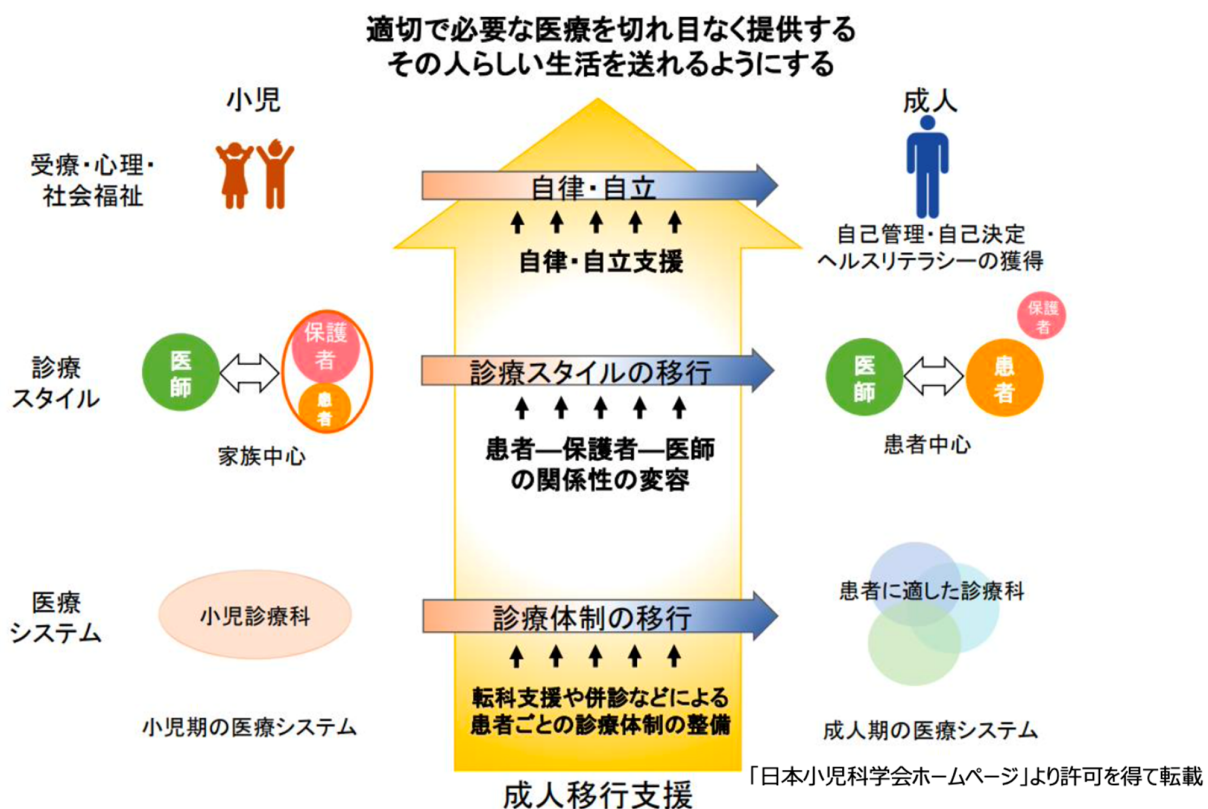 適切で必要な医療を切れ目なく提供する
その人らしい生活を送れるようにする
小児
成人
受療・心理・
社会福祉
自律・自立
自律・自立支援
自己管理・自己決定
ヘルスリテラシーの獲得
診療
スタイル
医
師
保護
者
患
者
家族中心
診療スタイルの移行
患者―保護者―医師
の関係性の変容
保護
者
医
師
患
者
患者中心
医療
システム
小児診療科
小児期の医療システム
診療体制の移行
転科支援や併診などによる
患者ごとの診療体制の整備
患者に適した診療科
成人期の医療システム
「日本小児科学会ホームページ」より許可を得て転載
成人移行支援